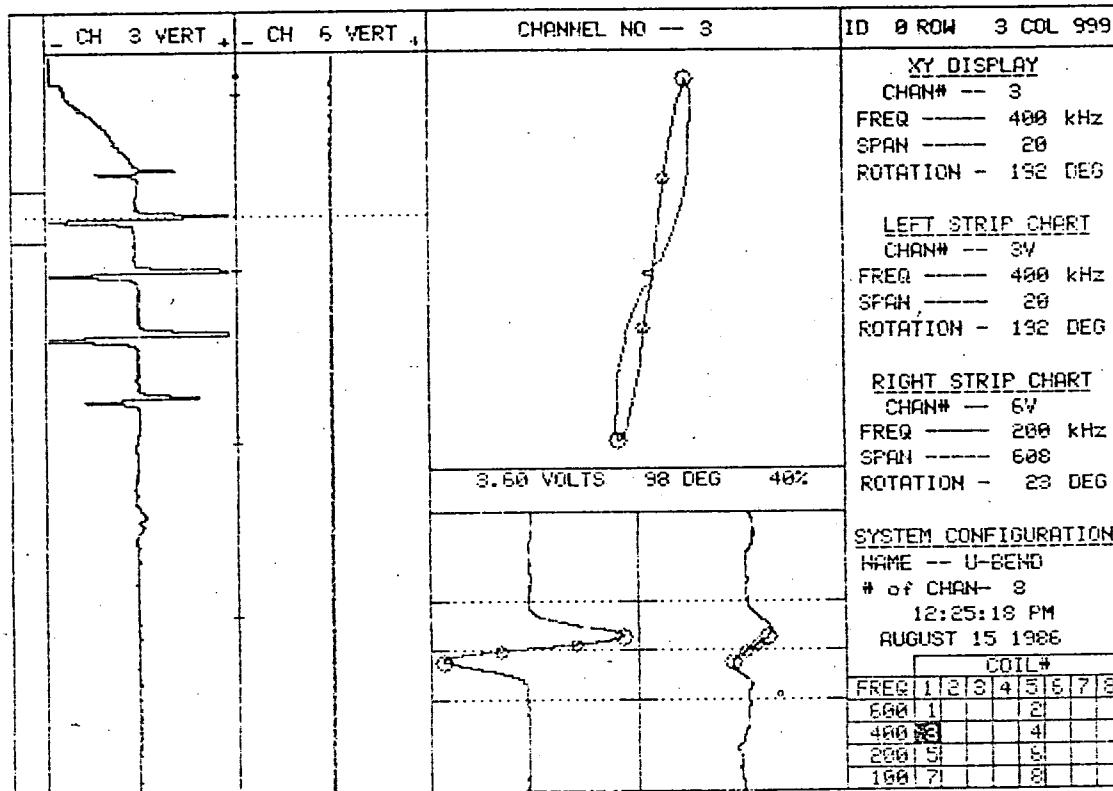 _ CH 3 VERT +
_ CH 6 VERT +
CHANNEL NO -- 3
ID 0 ROW 3 COL 999
XY DISPLAY
CHAN# -- 3
FREQ ----- 400 kHz
SPAN ----- 20
ROTATION - 192 DEG
LEFT STRIP CHART
CHAN# -- 3V
FREQ ----- 400 kHz
SPAN ----- 20
ROTATION - 192 DEG
RIGHT STRIP CHART
CHAN# -- 6V
FREQ ----- 200 kHz
SPAN ----- 608
ROTATION - 23 DEG
3.60 VOLTS 98 DEG 40%
SYSTEM CONFIGURATION
NAME -- U-BEND
# of CHAN- 8
12:25:18 PM
AUGUST 15 1986
COIL#
FREQ 1 2 3 4 5 6 7 8
600 1 2
400 3 4
200 5 6
100 7 8